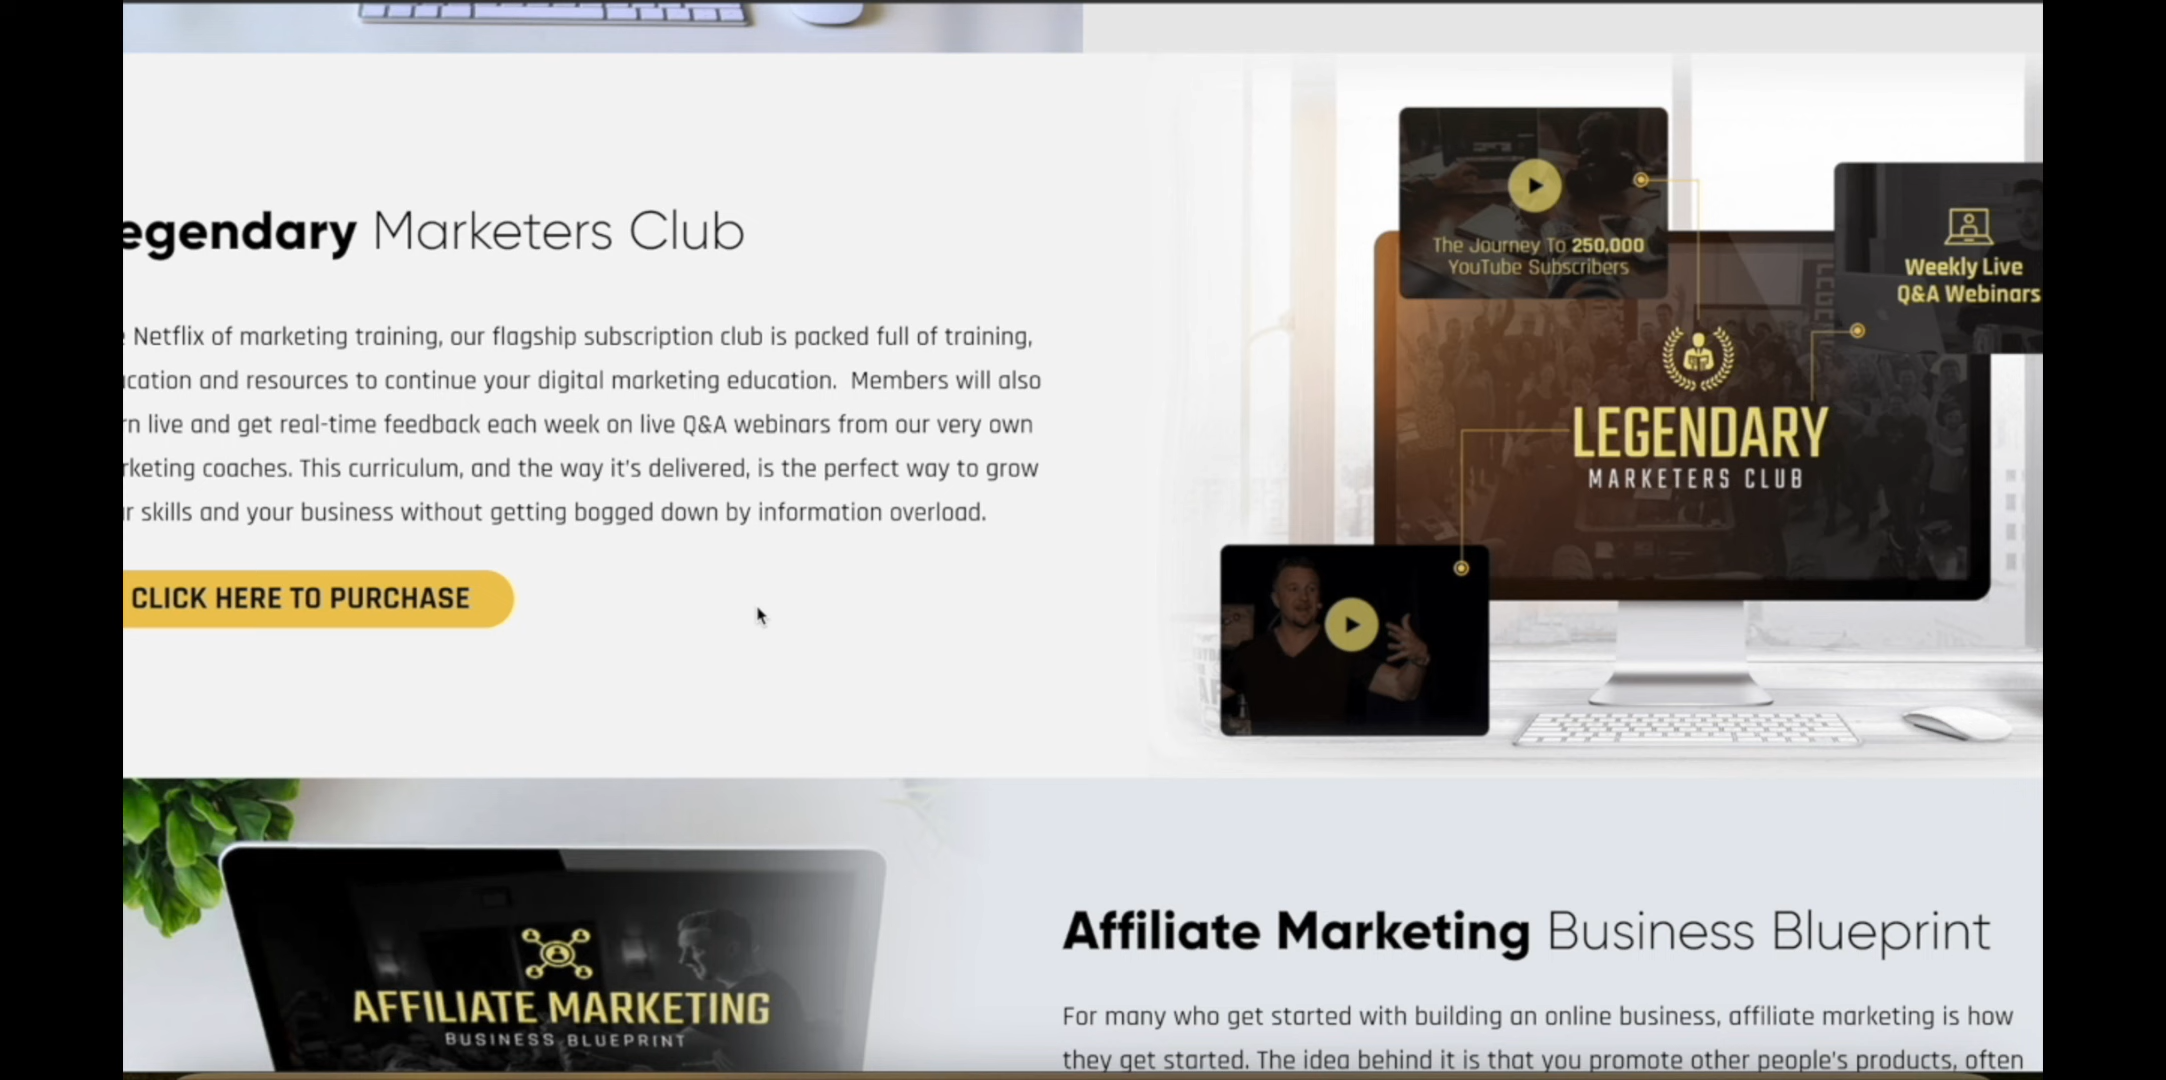 egendary Marketers Club
Netflix of marketing training, our flagship subscription club is packed full of training,
cation and resources to continue your digital marketing education. Members will also
n live and get real-time feedback each week on live Q&A webinars from our very own
rketing coaches. This curriculum, and the way it's delivered, is the perfect way to grow
r skills and your business without getting bogged down by information overload.
CLICK HERE TO PURCHASE
The Journey To 250,000
YouTube Subscribers
Weekly Live
Q&A Webinars
LEGENDARY
MARKETERS CLUB
AFFILIATE MARKETING
BUSINESS BLUEPRINT
Affiliate Marketing Business Blueprint
For many who get started with building an online business, affiliate marketing is how
they get started. The idea behind it is that you promote other people's products, often